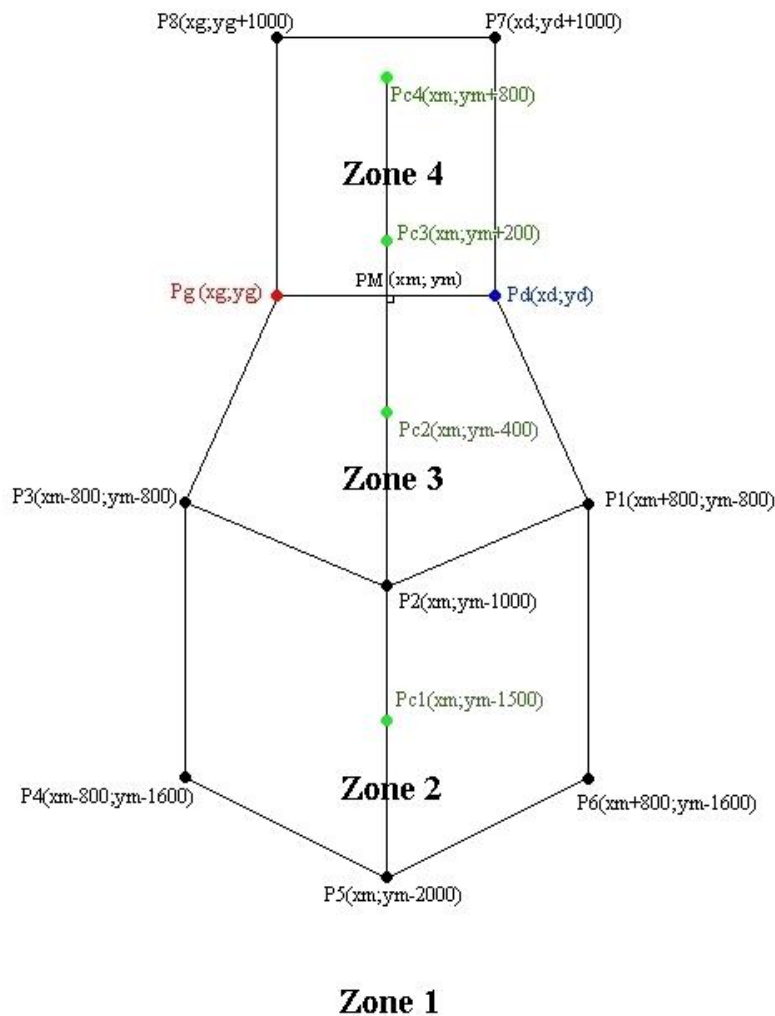 P8(xg;yg+1000) P7(xd;yd+1000)
Pc4(xm;ym+800)
Zone 4
Pc3(xm;ym+200)
PM (xm; ym)
Pg (xg;yg) Pd(xd;yd)
Pc2(xm;ym-400)
Zone 3
P3(xm-800;ym-800) P1(xm+800;ym-800)
P2(xm;ym-1000)
Pc1(xm;ym-1500)
Zone 2
P4(xm-800;ym-1600) P6(xm+800;ym-1600)
P5(xm;ym-2000)
Zone 1